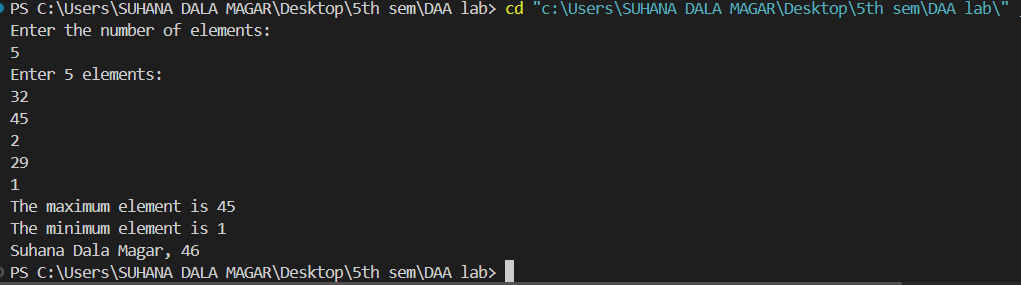 PS C:\Users\SUHANA DALA MAGAR\Desktop\5th sem\DAA lab> cd "c:\Users\SUHANA DALA MAGAR\Desktop\5th sem\DAA lab\"
Enter the number of elements:
5
Enter 5 elements:
32
45
2
29
1
The maximum element is 45
The minimum element is 1
Suhana Dala Magar, 46
PS C:\Users\SUHANA DALA MAGAR\Desktop\5th sem\DAA lab>